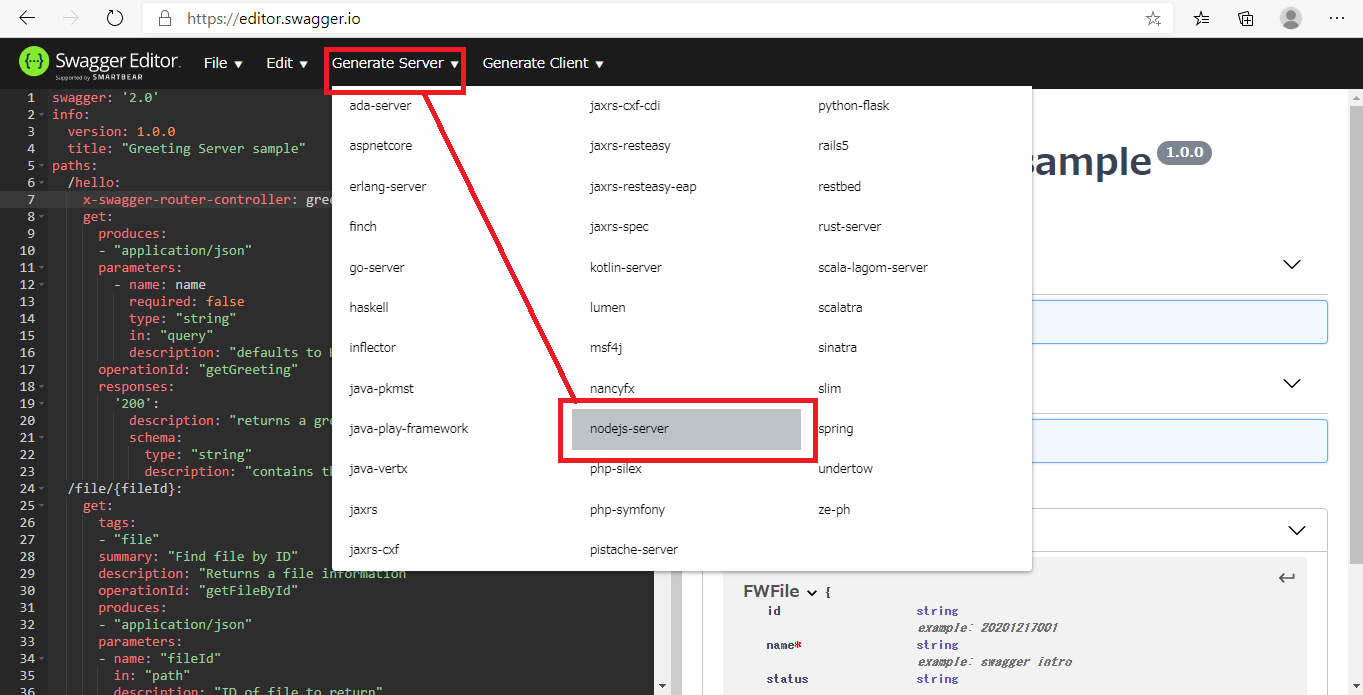 https://editor.swagger.io
Swagger Editor.
Supported by SMARTBEAR
File
Edit
Generate Server
Generate Client
ada-server
aspnetcore
erlang-server
finch
go-server
haskell
inflector
java-pkmst
java-play-framework
java-vertx
jaxrs
jaxrs-cxf
jaxrs-cxf-cdi
jaxrs-resteasy
jaxrs-resteasy-eap
jaxrs-spec
kotlin-server
lumen
msf4j
nancyfx
nodejs-server
php-silex
php-symfony
pistache-server
python-flask
rails5
restbed
rust-server
scala-lagom-server
scalatra
sinatra
slim
spring
undertow
ze-ph
1 swagger: '2.0'
2 info:
3 version: 1.0.0
4 title: "Greeting Server sample"
5 paths:
6 /hello:
7 x-swagger-router-controller: gree
8 get:
9 produces:
10 - "application/json"
11 parameters:
12 - name: name
13 required: false
14 type: "string"
15 in: "query"
16 description: "defaults to
17 operationId: "getGreeting"
18 responses:
19 '200':
20 description: "returns a gre
21 schema:
22 type: "string"
23 description: "contains th
24 /file/{fileId}:
25 get:
26 tags:
27 - "file"
28 summary: "Find file by ID"
29 description: "Returns a file information
30 operationId: "getFileById"
31 produces:
32 - "application/json"
33 parameters:
34 - name: "fileId"
35 in: "path"
36 description: "ID of file to return"
sample 1.0.0
FWFile {
id string
example: 20201217001
name* string
example: swagger intro
status string